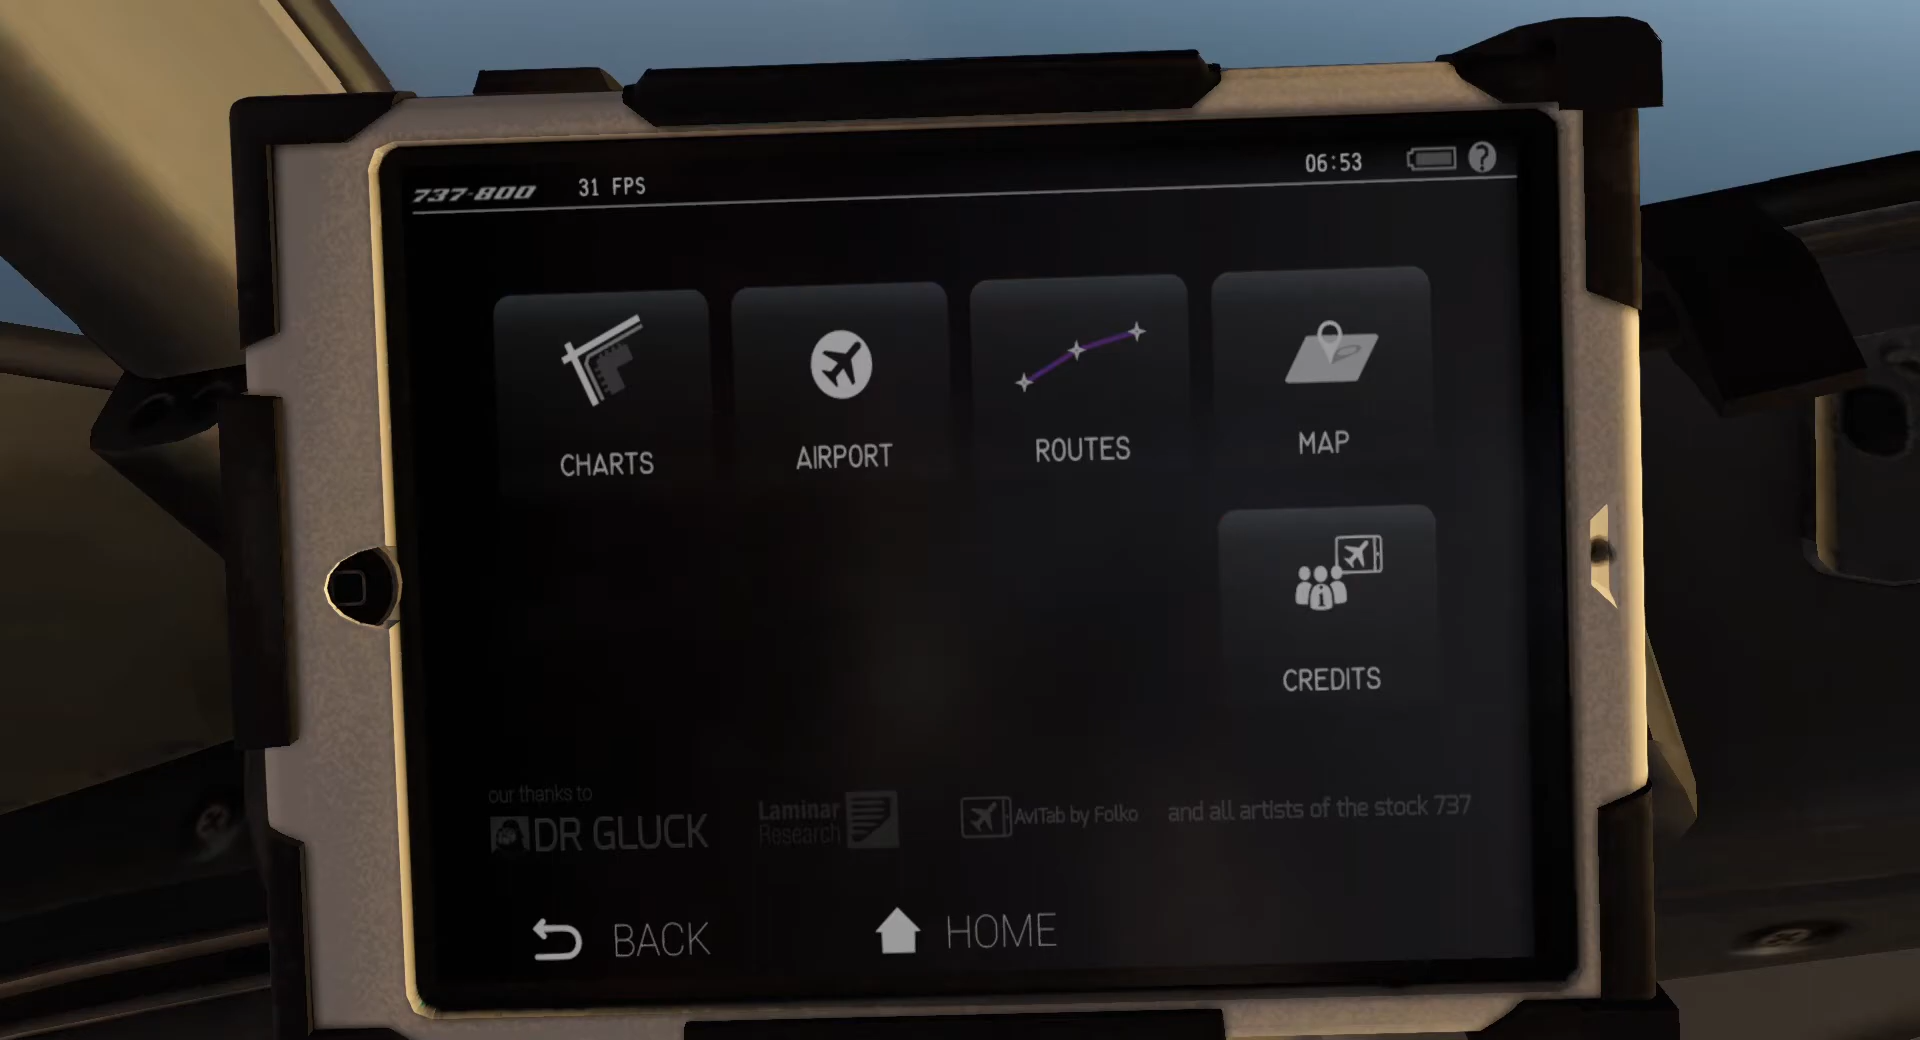 737-800 31 FPS 06:53
CHARTS
AIRPORT
ROUTES
MAP
CREDITS
our thanks to
DR GLUCK
Laminar
Research
AviTab by Folko
and all artists of the stock 737
BACK
HOME